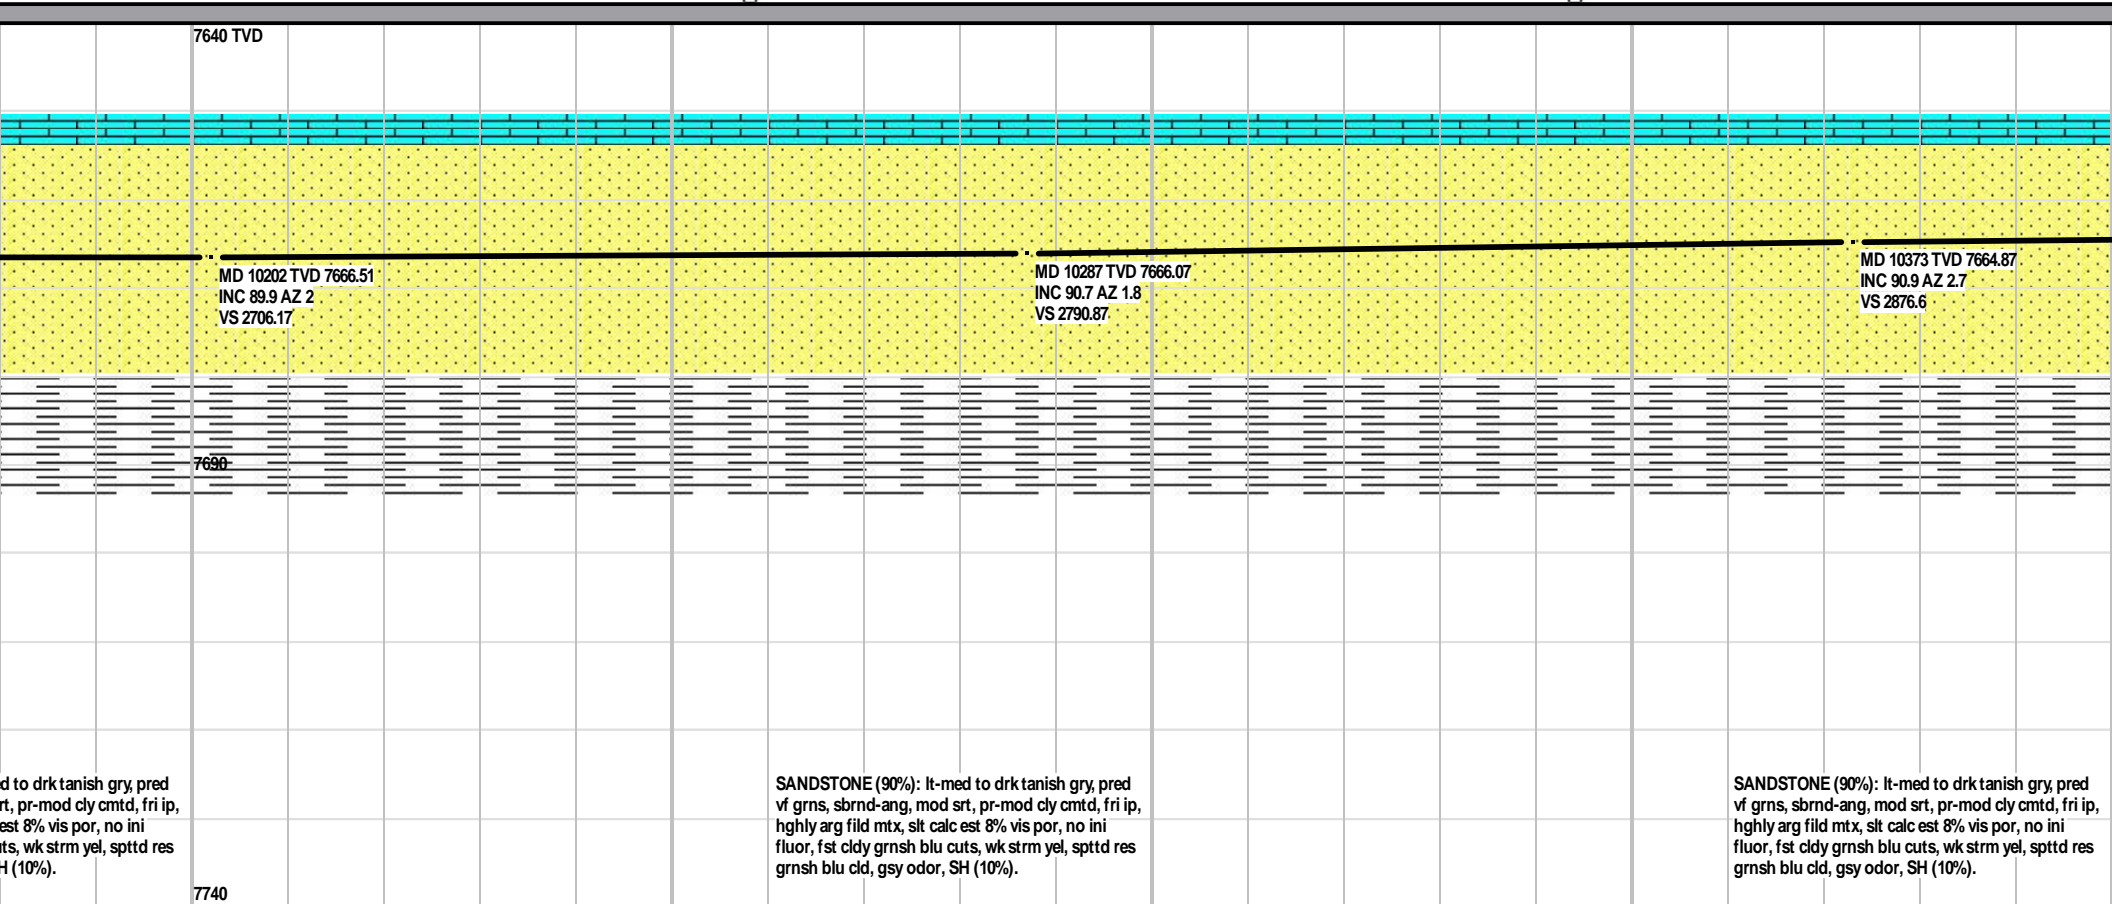 7640 TVD
MD 10202 TVD 7666.51
INC 89.9 AZ 2
VS 2706.17
MD 10287 TVD 7666.07
INC 90.7 AZ 1.8
VS 2790.87
MD 10373 TVD 7664.87
INC 90.9 AZ 2.7
VS 2876.6
7690
d to drk tanish gry, pred
rt, pr-mod cly cmtd, fri ip,
est 8% vis por, no ini
uts, wk strm yel, spttd res
H (10%).
SANDSTONE (90%): lt-med to drk tanish gry, pred
vf grns, sbrnd-ang, mod srt, pr-mod cly cmtd, fri ip,
hghly arg fild mtx, slt calc est 8% vis por, no ini
fluor, fst cldy grnsh blu cuts, wk strm yel, spttd res
grnsh blu cld, gsy odor, SH (10%).
SANDSTONE (90%): lt-med to drk tanish gry, pred
vf grns, sbrnd-ang, mod srt, pr-mod cly cmtd, fri ip,
hghly arg fild mtx, slt calc est 8% vis por, no ini
fluor, fst cldy grnsh blu cuts, wk strm yel, spttd res
grnsh blu cld, gsy odor, SH (10%).
7740